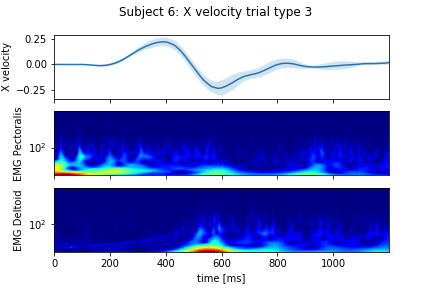 Subject 6: X velocity trial type 3
X velocity
0.25
0.00
−0.25
EMG Pectoralis
10²
EMG Deltoid
10²
0 200 400 600 800 1000
time [ms]